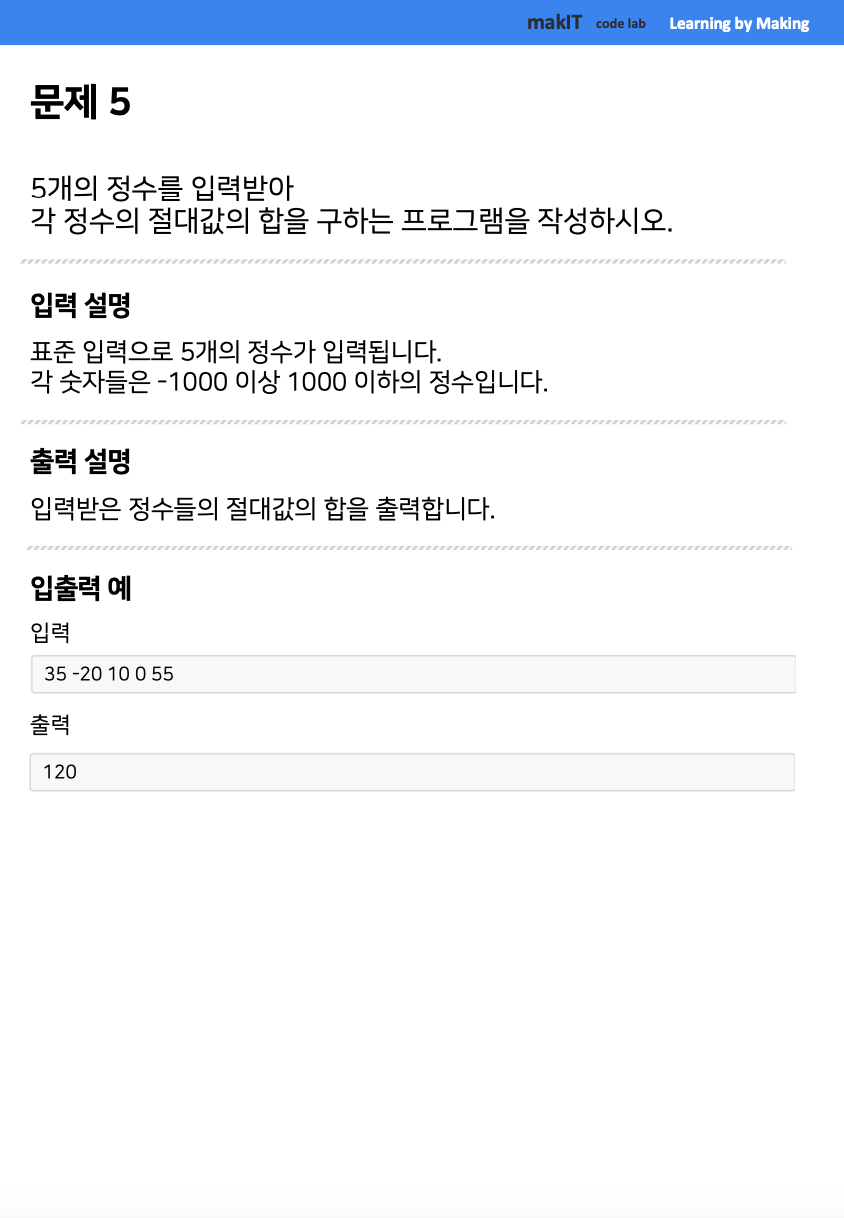 makIT code lab Learning by Making
문제 5
5개의 정수를 입력받아
각 정수의 절대값의 합을 구하는 프로그램을 작성하시오.
입력 설명
표준 입력으로 5개의 정수가 입력됩니다.
각 숫자들은 -1000 이상 1000 이하의 정수입니다.
출력 설명
입력받은 정수들의 절대값의 합을 출력합니다.
입출력 예
입력
35 -20 10 0 55
출력
120